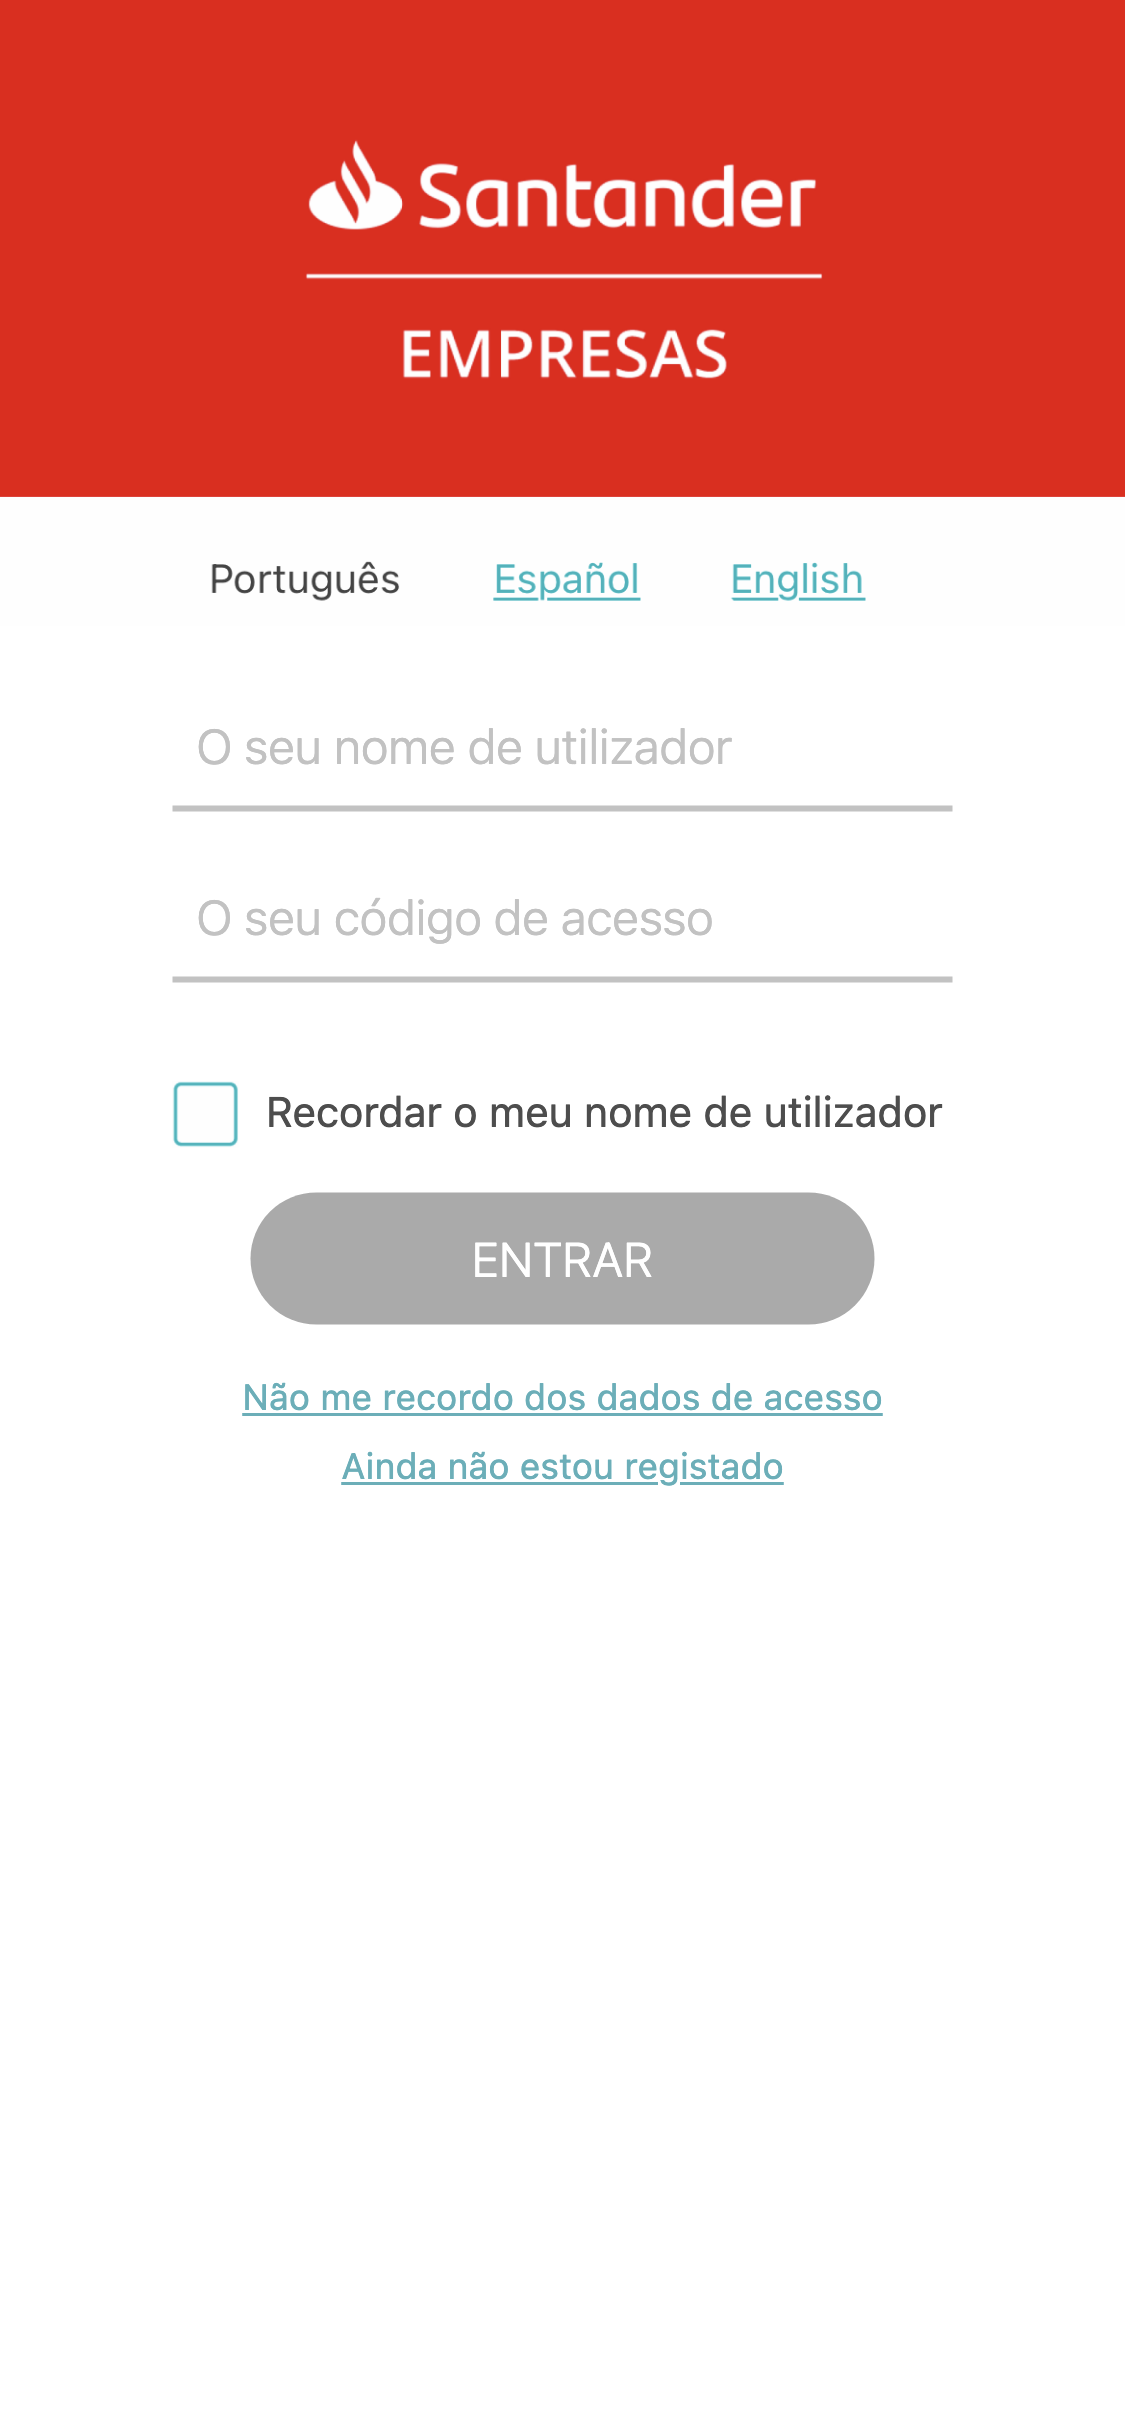 Santander
EMPRESAS
Português Español English
O seu nome de utilizador
O seu código de acesso
Recordar o meu nome de utilizador
ENTRAR
Não me recordo dos dados de acesso
Ainda não estou registado